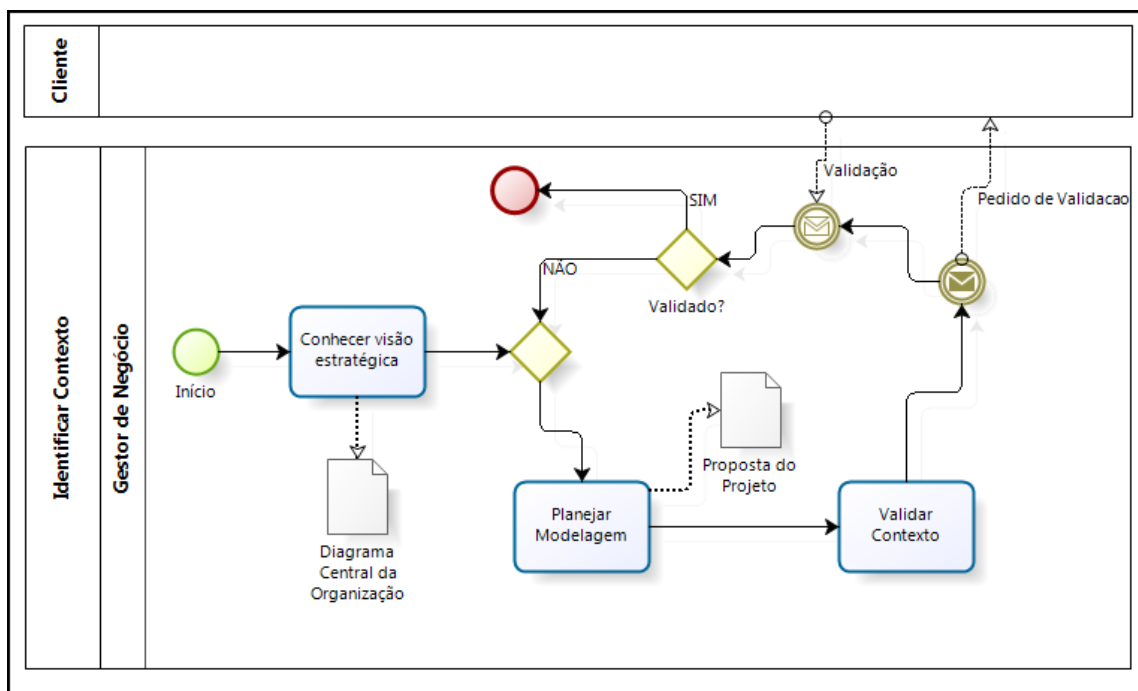 Cliente
Validação
SIM
Pedido de Validacao
NÃO
Validado?
Identificar Contexto
Gestor de Negócio
Conhecer visão
estratégica
Início
Proposta do
Projeto
Planejar
Modelagem
Validar
Contexto
Diagrama
Central da
Organização